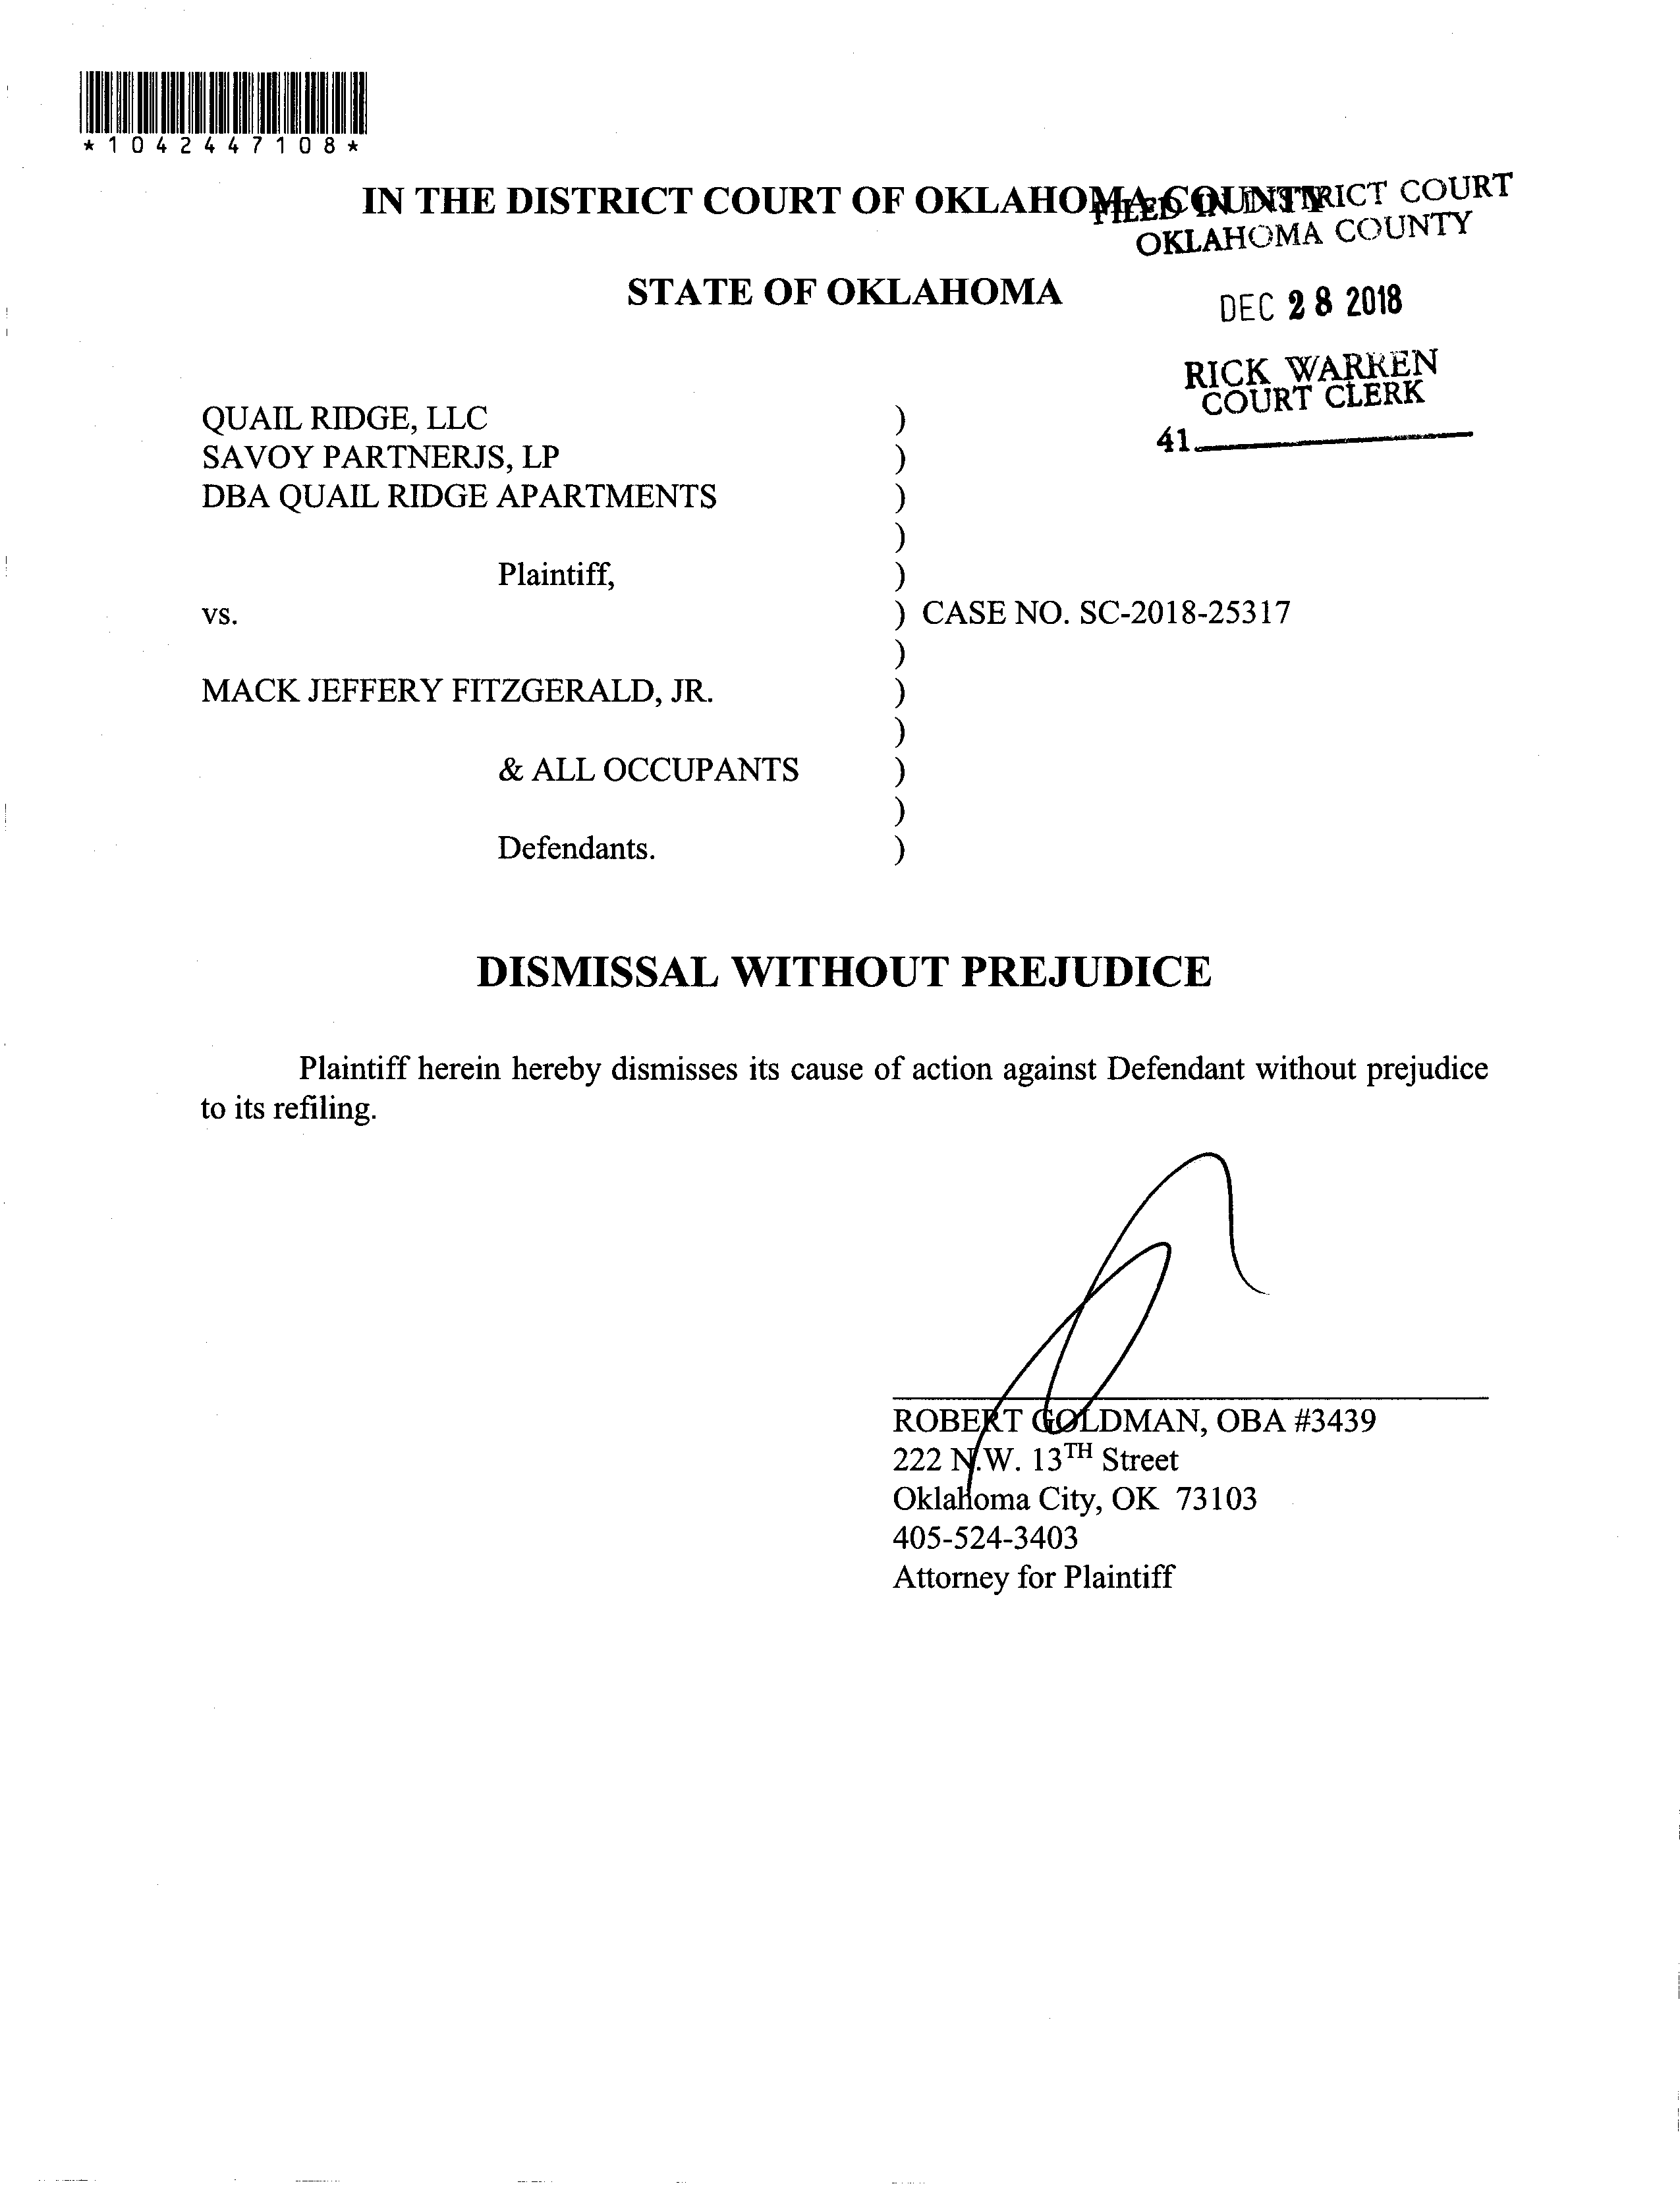 *1042447108*
IN THE DISTRICT COURT OF OKLAHOMA COUNTY
FILED IN DISTRICT COURT
OKLAHOMA COUNTY
STATE OF OKLAHOMA
DEC 28 2018
RICK WARREN
COURT CLERK
41
QUAIL RIDGE, LLC )
SAVOY PARTNERJS, LP )
DBA QUAIL RIDGE APARTMENTS )
)
Plaintiff, )
vs. ) CASE NO. SC-2018-25317
)
MACK JEFFERY FITZGERALD, JR. )
)
& ALL OCCUPANTS )
)
Defendants. )
DISMISSAL WITHOUT PREJUDICE
Plaintiff herein hereby dismisses its cause of action against Defendant without prejudice
to its refiling.
ROBERT GOLDMAN, OBA #3439
222 N.W. 13TH Street
Oklahoma City, OK 73103
405-524-3403
Attorney for Plaintiff